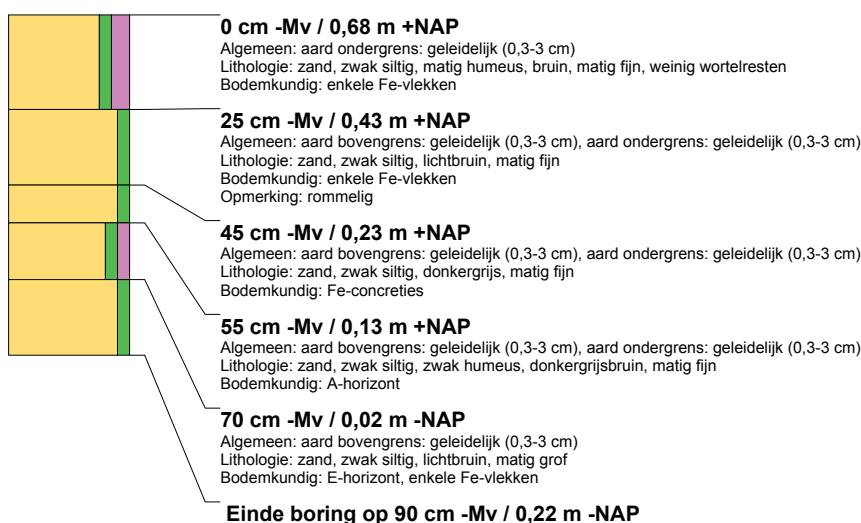 0 cm -Mv / 0,68 m +NAP
Algemeen: aard ondergrens: geleidelijk (0,3-3 cm)
Lithologie: zand, zwak siltig, matig humeus, bruin, matig fijn, weinig wortelresten
Bodemkundig: enkele Fe-vlekken
25 cm -Mv / 0,43 m +NAP
Algemeen: aard bovengrens: geleidelijk (0,3-3 cm), aard ondergrens: geleidelijk (0,3-3 cm)
Lithologie: zand, zwak siltig, lichtbruin, matig fijn
Bodemkundig: enkele Fe-vlekken
Opmerking: rommelig
45 cm -Mv / 0,23 m +NAP
Algemeen: aard bovengrens: geleidelijk (0,3-3 cm), aard ondergrens: geleidelijk (0,3-3 cm)
Lithologie: zand, zwak siltig, donkergrijs, matig fijn
Bodemkundig: Fe-concreties
55 cm -Mv / 0,13 m +NAP
Algemeen: aard bovengrens: geleidelijk (0,3-3 cm), aard ondergrens: geleidelijk (0,3-3 cm)
Lithologie: zand, zwak siltig, zwak humeus, donkergrijsbruin, matig fijn
Bodemkundig: A-horizont
70 cm -Mv / 0,02 m -NAP
Algemeen: aard bovengrens: geleidelijk (0,3-3 cm)
Lithologie: zand, zwak siltig, lichtbruin, matig grof
Bodemkundig: E-horizont, enkele Fe-vlekken
Einde boring op 90 cm -Mv / 0,22 m -NAP